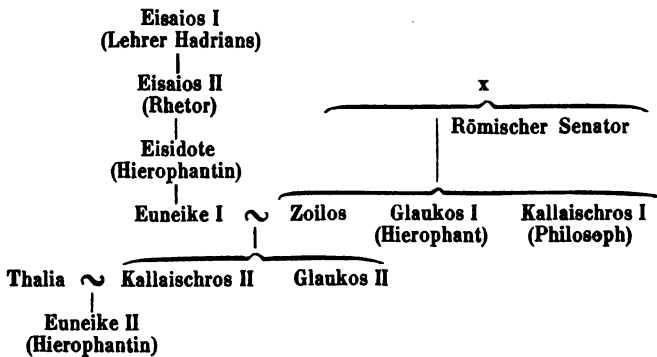 Eisaios I
(Lehrer Hadrians)
Eisaios II
(Rhetor)
x
Römischer Senator
Eisidote
(Hierophantin)
Euneike I ~ Zoilos Glaukos I Kallaischros I
(Hierophant) (Philosoph)
Thalia ~ Kallaischros II Glaukos II
Euneike II
(Hierophantin)